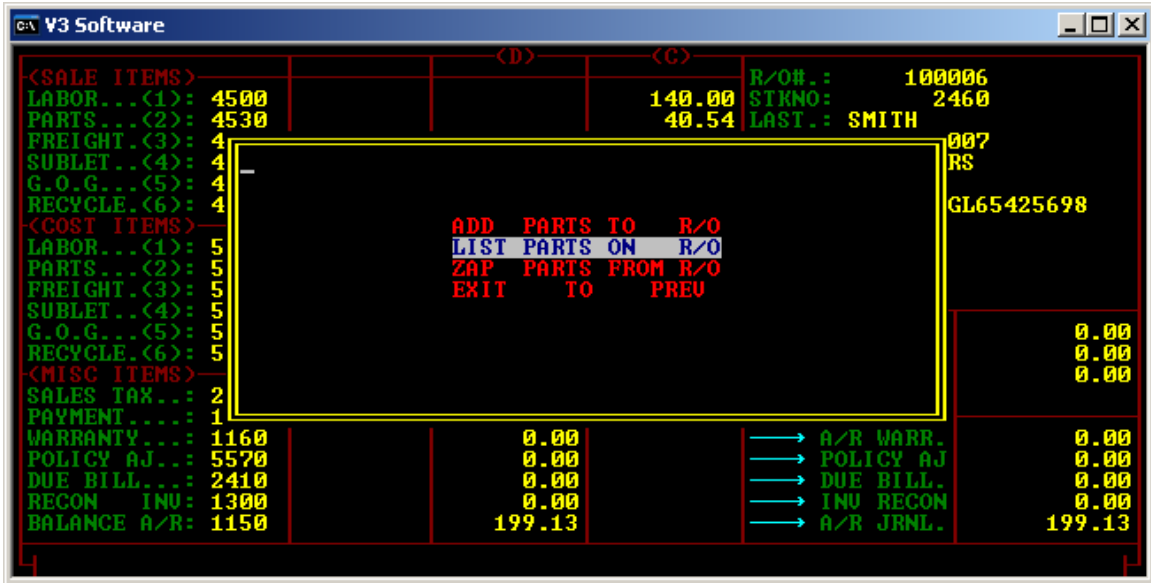 V3 Software
(D) (C)
(SALE ITEMS) R/O#.: 100006
LABOR...(1): 4500 140.00 STKNO: 2460
PARTS...(2): 4530 40.54 LAST.: SMITH
FREIGHT.(3): 4 007
SUBLET..(4): 4 RS
G.O.G...(5): 4
RECYCLE.(6): 4 GL65425698
ADD PARTS TO R/O
(COST ITEMS)
LABOR...(1): 5 LIST PARTS ON R/O
PARTS...(2): 5 ZAP PARTS FROM R/O
FREIGHT.(3): 5 EXIT TO PREV
SUBLET..(4): 5
G.O.G...(5): 5 0.00
RECYCLE.(6): 5 0.00
(MISC ITEMS) 0.00
SALES TAX..: 2
PAYMENT....: 1
WARRANTY...: 1160 0.00 → A/R WARR. 0.00
POLICY AJ..: 5570 0.00 → POLICY AJ 0.00
DUE BILL...: 2410 0.00 → DUE BILL. 0.00
RECON INV: 1300 0.00 → INV RECON 0.00
BALANCE A/R: 1150 199.13 → A/R JRNL. 199.13